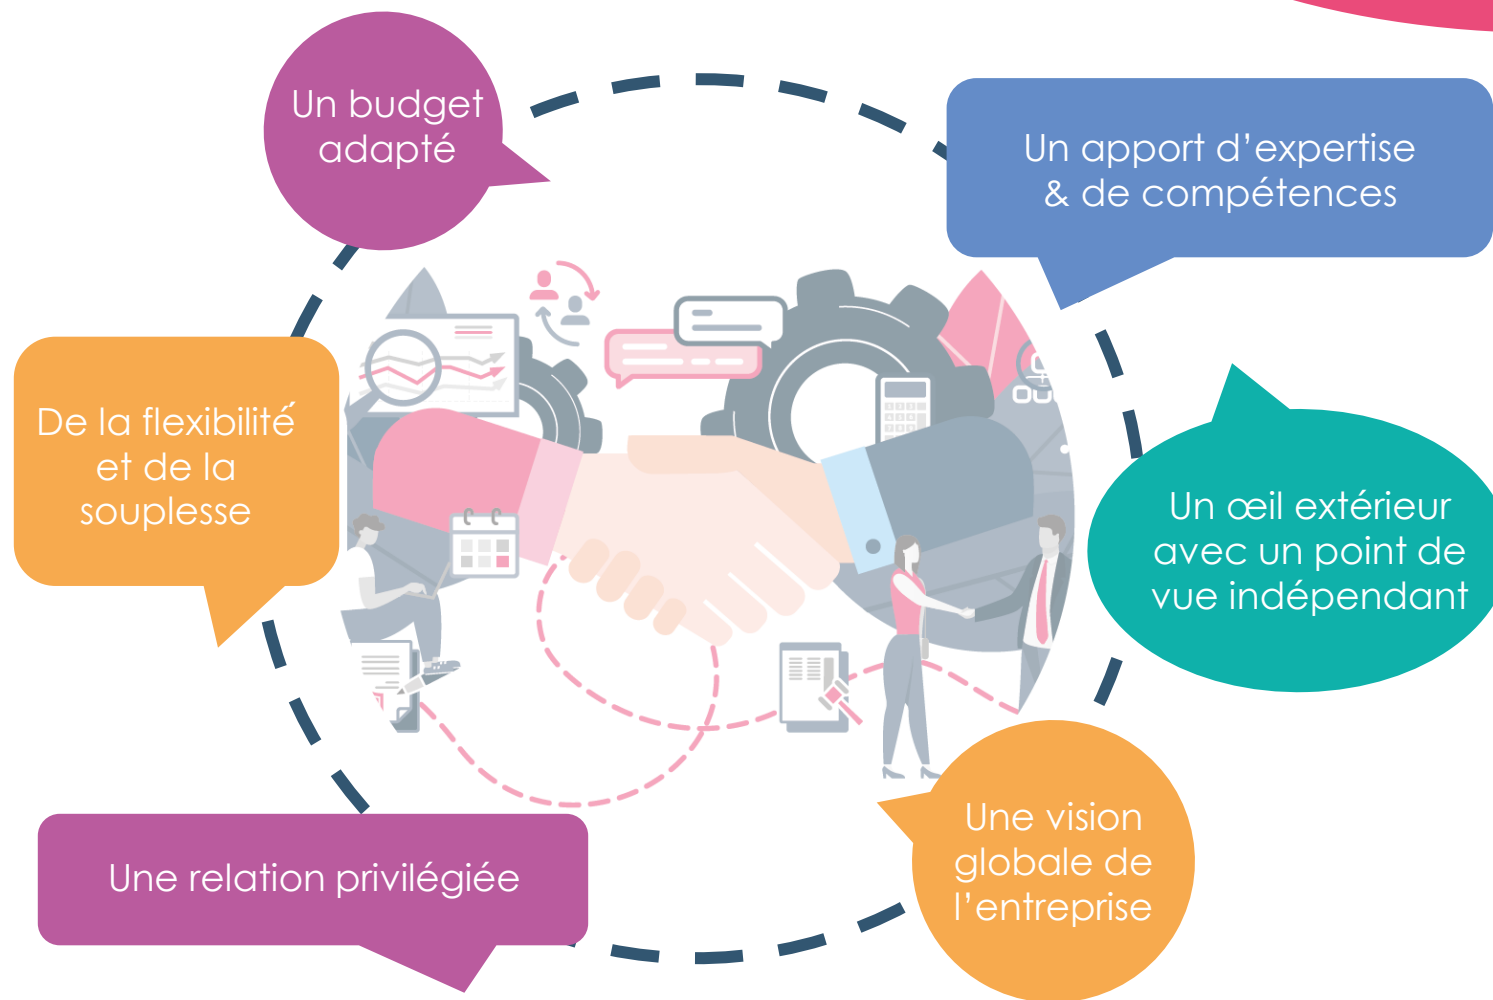 Un budget
adapté
Un apport d’expertise
& de compétences
De la flexibilité
et de la
souplesse
Un œil extérieur
avec un point de
vue indépendant
Une vision
globale de
l’entreprise
Une relation privilégiée